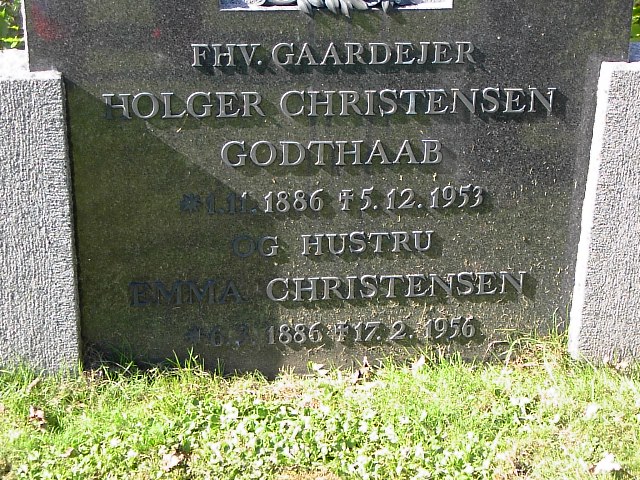 FHV. GAARDEJER
HOLGER CHRISTENSEN
GODTHAAB
*1.11.1886 †5.12.1953
OG HUSTRU
EMMA CHRISTENSEN
1886 †17.2.1956